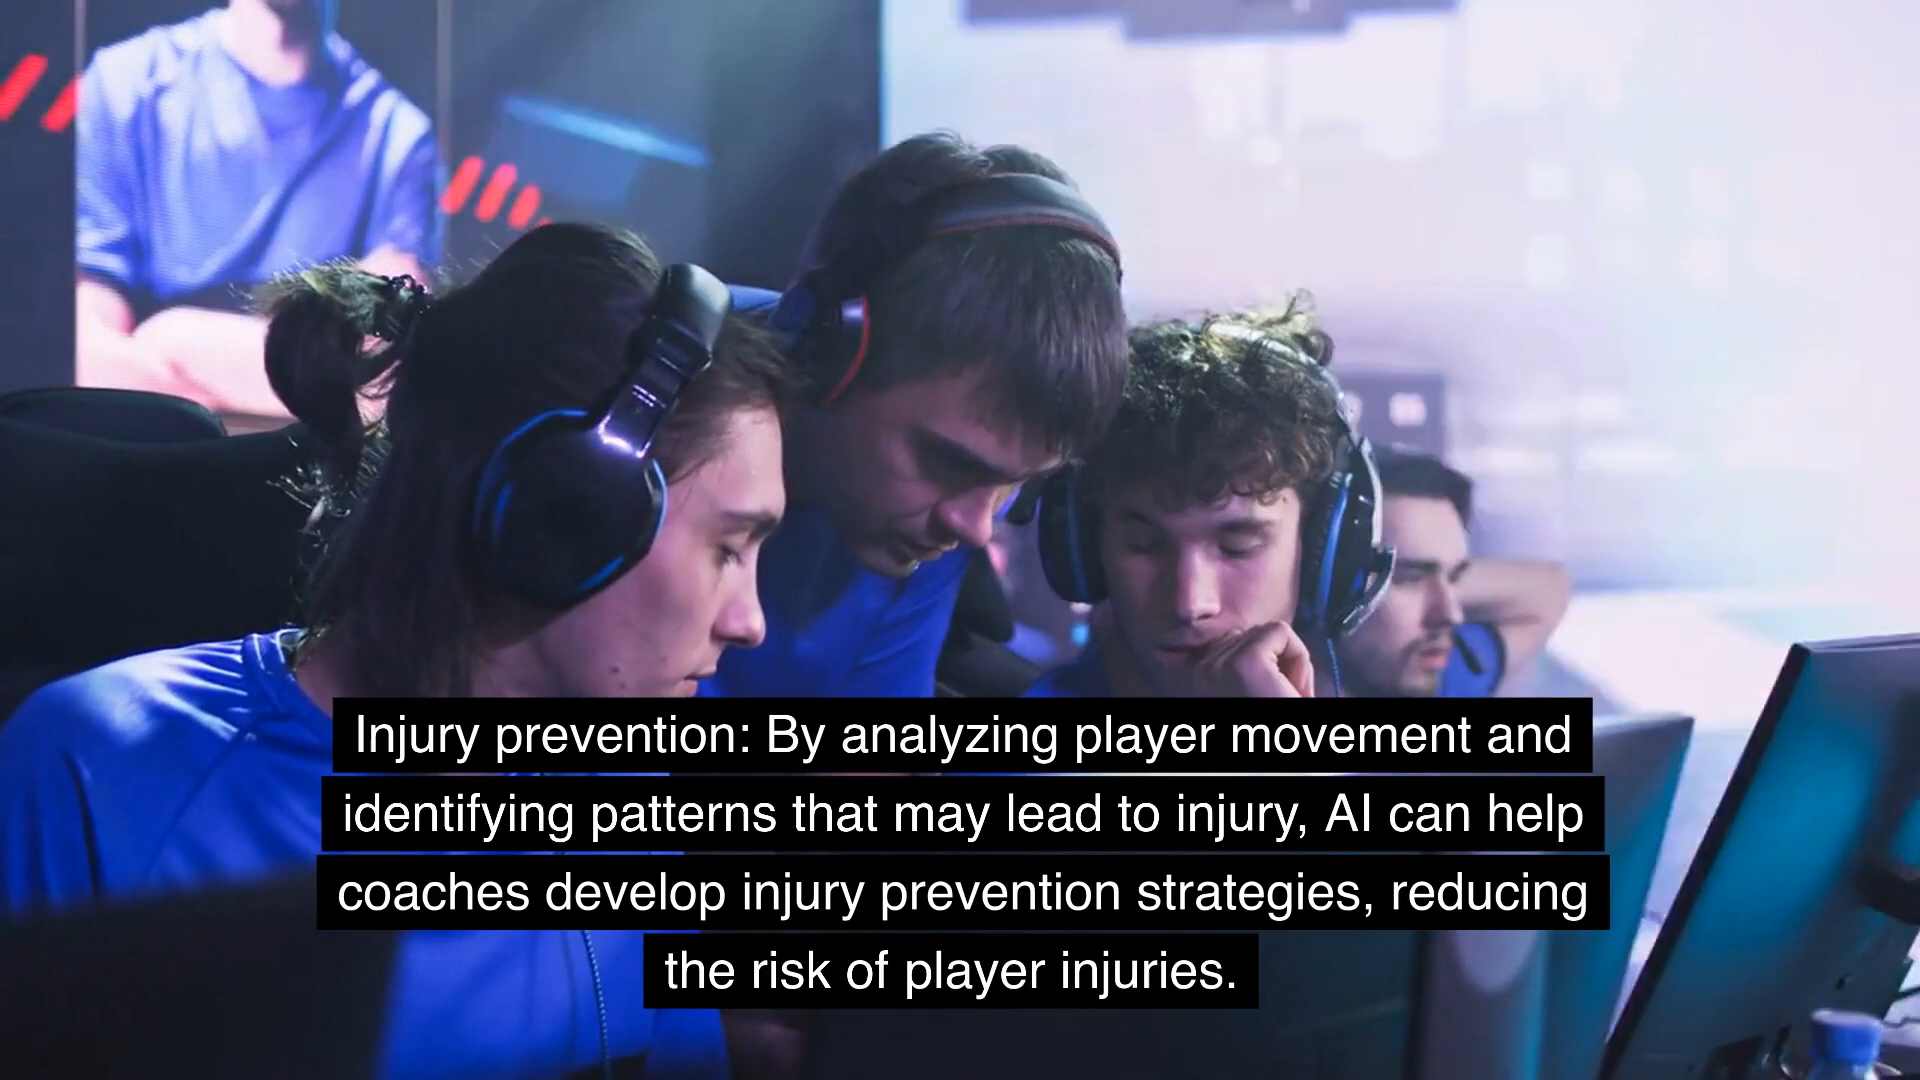 Injury prevention: By analyzing player movement and
identifying patterns that may lead to injury, AI can help
coaches develop injury prevention strategies, reducing
the risk of player injuries.